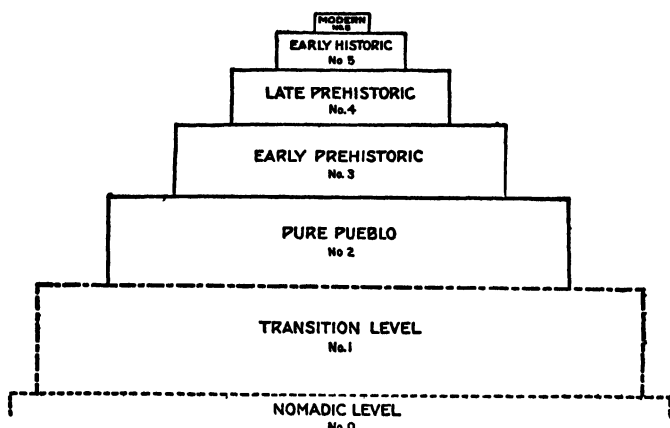 MODERN
No. 6
EARLY HISTORIC
No 5
LATE PREHISTORIC
No. 4
EARLY PREHISTORIC
No. 3
PURE PUEBLO
No 2
TRANSITION LEVEL
No. 1
NOMADIC LEVEL
No 0